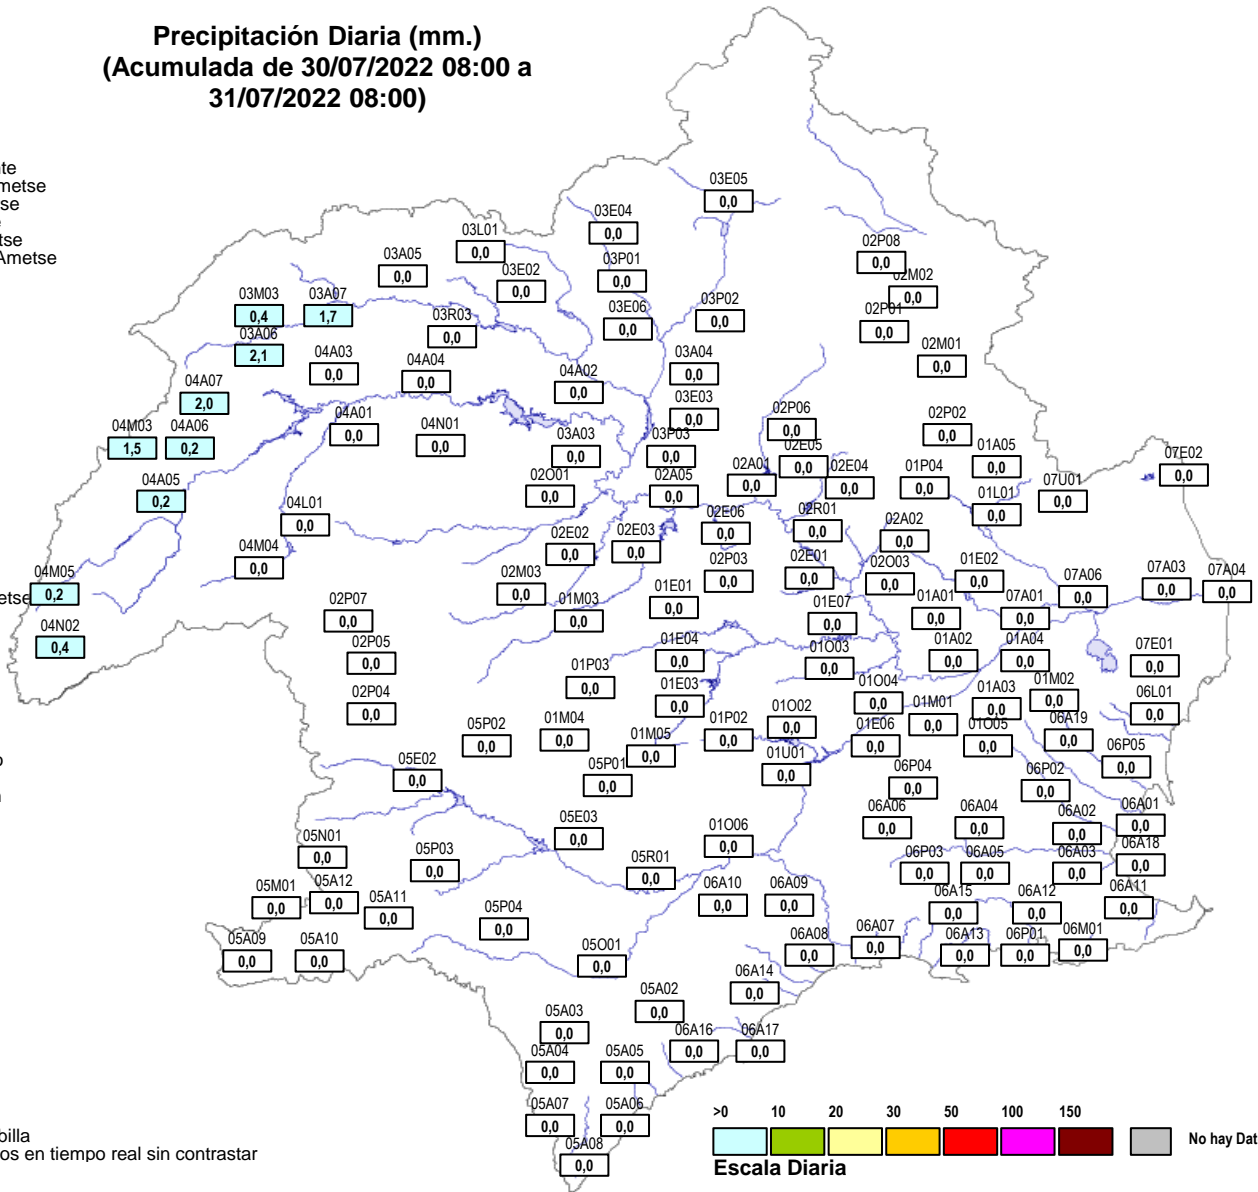 Precipitación Diaria (mm.)
(Acumulada de 30/07/2022 08:00 a
31/07/2022 08:00)
03E05
0,0
03E04
0,0
03L01
0,0
03A05
0,0
03E02
0,0
03P01
0,0
02P08
0,0
02M02
0,0
03M03
0,4
03A07
1,7
03R03
0,0
03E06
0,0
03P02
0,0
02P01
0,0
03A06
2,1
04A03
0,0
04A04
0,0
04A02
0,0
03A04
0,0
02M01
0,0
04A07
2,0
03E03
0,0
04M03
1,5
04A06
0,2
04A01
0,0
04N01
0,0
03A03
0,0
03P03
0,0
02P06
0,0
02P02
0,0
02E05
0,0
01A05
0,0
07E02
0,0
04A05
0,2
02O01
0,0
02A05
0,0
02A01
0,0
02E04
0,0
01P04
0,0
07U01
0,0
01L01
0,0
04L01
0,0
02E06
0,0
02R01
0,0
02A02
0,0
04M04
0,0
02E02
0,0
02E03
0,0
04M05
0,2
02M03
0,0
02P03
0,0
02E01
0,0
02O03
0,0
01E02
0,0
07A06
0,0
07A03
0,0
07A04
0,0
02P07
0,0
01M03
0,0
01E01
0,0
01E07
0,0
01A01
0,0
07A01
0,0
04N02
0,4
02P05
0,0
01E04
0,0
01O03
0,0
01A02
0,0
01A04
0,0
07E01
0,0
01P03
0,0
02P04
0,0
01E03
0,0
01O04
0,0
01A03
0,0
01M02
0,0
06L01
0,0
05P02
0,0
01M04
0,0
01M05
0,0
01P02
0,0
01O02
0,0
01M01
0,0
01E06
0,0
01O05
0,0
06A19
0,0
05E02
0,0
05P01
0,0
01U01
0,0
06P04
0,0
06P02
0,0
06P05
0,0
05E03
0,0
01O06
0,0
06A06
0,0
06A04
0,0
06A02
0,0
06A01
0,0
05N01
0,0
05P03
0,0
05R01
0,0
06P03
0,0
06A05
0,0
06A03
0,0
06A18
0,0
05M01
0,0
05A12
0,0
05A11
0,0
06A10
0,0
06A09
0,0
06A15
0,0
06A12
0,0
06A11
0,0
05P04
0,0
05A09
0,0
05A10
0,0
05O01
0,0
06A08
0,0
06A07
0,0
06A13
0,0
06P01
0,0
06M01
0,0
06A14
0,0
05A02
0,0
05A03
0,0
06A16
0,0
06A17
0,0
05A04
0,0
05A05
0,0
05A07
0,0
05A06
0,0
05A08
0,0
>0 10 20 30 50 100 150
No hay Dat
Escala Diaria
os en tiempo real sin contrastar